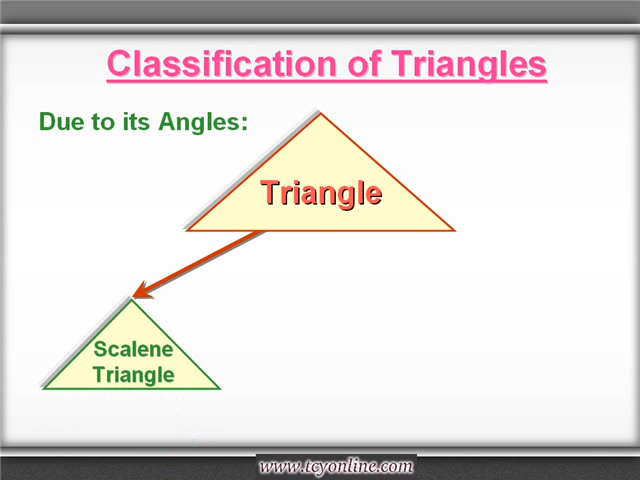 Classification of Triangles
Due to its Angles:
Triangle
Scalene
Triangle
www.tcyonline.com